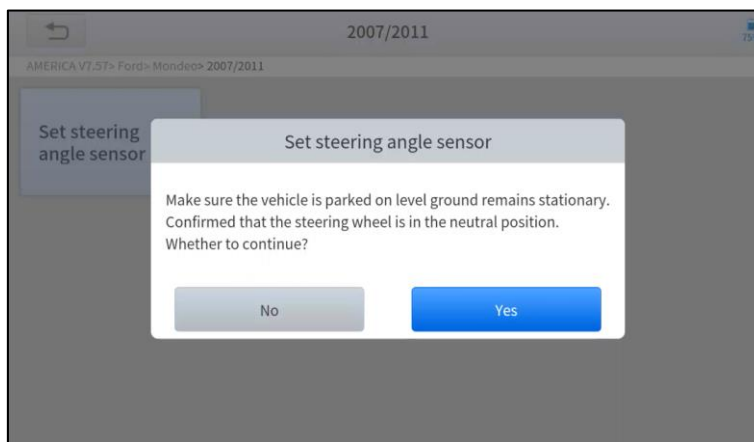 2007/2011
75%
AMERICA V7.57> Ford> Mondeo> 2007/2011
Set steering
angle sensor
Set steering angle sensor
Make sure the vehicle is parked on level ground remains stationary.
Confirmed that the steering wheel is in the neutral position.
Whether to continue?
No
Yes